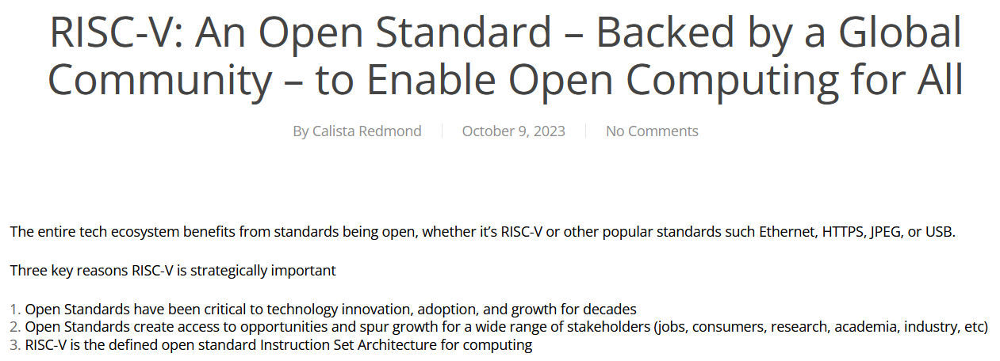 RISC-V: An Open Standard – Backed by a Global
Community – to Enable Open Computing for All
By Calista Redmond
October 9, 2023
No Comments
The entire tech ecosystem benefits from standards being open, whether it’s RISC-V or other popular standards such Ethernet, HTTPS, JPEG, or USB.
Three key reasons RISC-V is strategically important
1. Open Standards have been critical to technology innovation, adoption, and growth for decades
2. Open Standards create access to opportunities and spur growth for a wide range of stakeholders (jobs, consumers, research, academia, industry, etc)
3. RISC-V is the defined open standard Instruction Set Architecture for computing